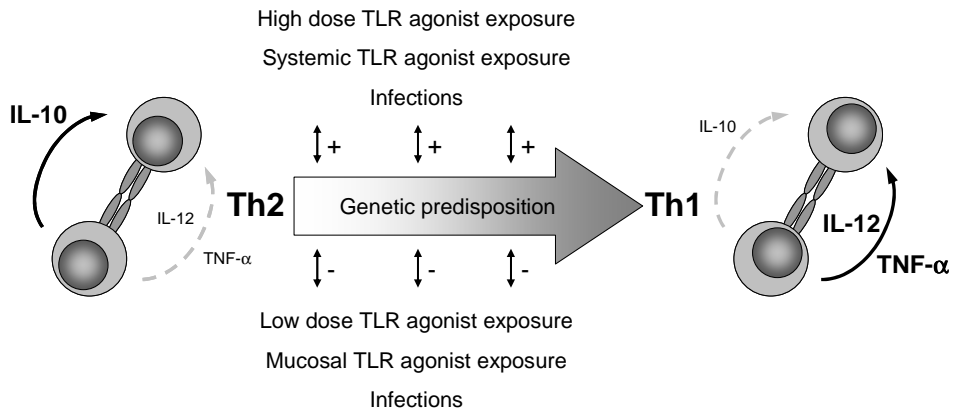 High dose TLR agonist exposure
Systemic TLR agonist exposure
Infections
IL-10
IL-12
TNF-α
Th2
+
+
+
Genetic predisposition
-
-
-
Th1
IL-10
IL-12
TNF-α
Low dose TLR agonist exposure
Mucosal TLR agonist exposure
Infections